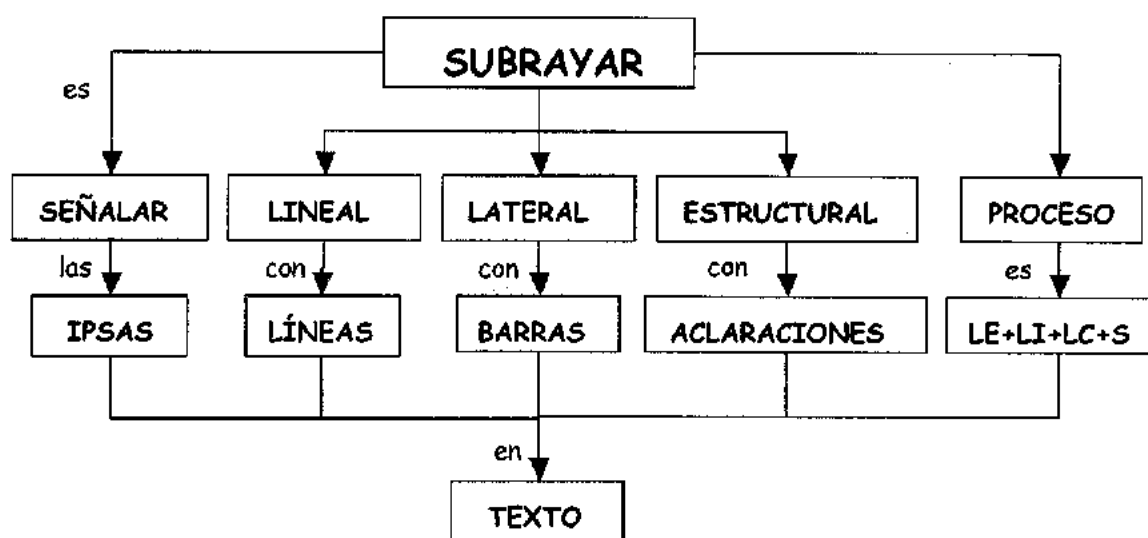 SUBRAYAR
es
SEÑALAR LINEAL LATERAL ESTRUCTURAL PROCESO
las con con con es
IPSAS LÍNEAS BARRAS ACLARACIONES LE+LI+LC+S
en
TEXTO